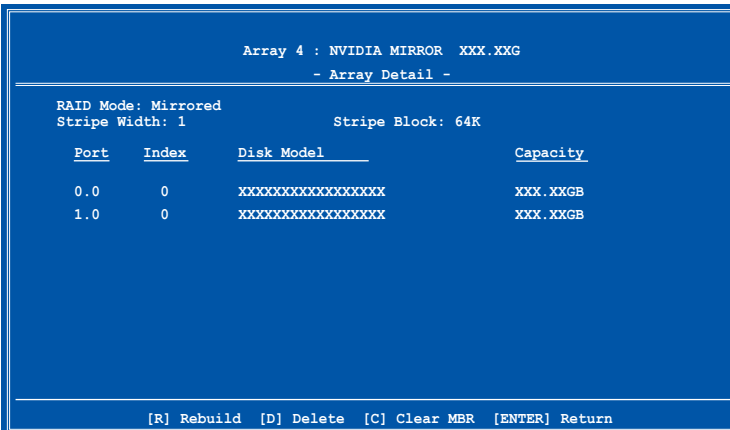 Array 4 : NVIDIA MIRROR XXX.XXG
- Array Detail -
RAID Mode: Mirrored
Stripe Width: 1 Stripe Block: 64K
Port Index Disk Model Capacity
0.0 0 XXXXXXXXXXXXXXXXX XXX.XXGB
1.0 0 XXXXXXXXXXXXXXXXX XXX.XXGB
[R] Rebuild [D] Delete [C] Clear MBR [ENTER] Return